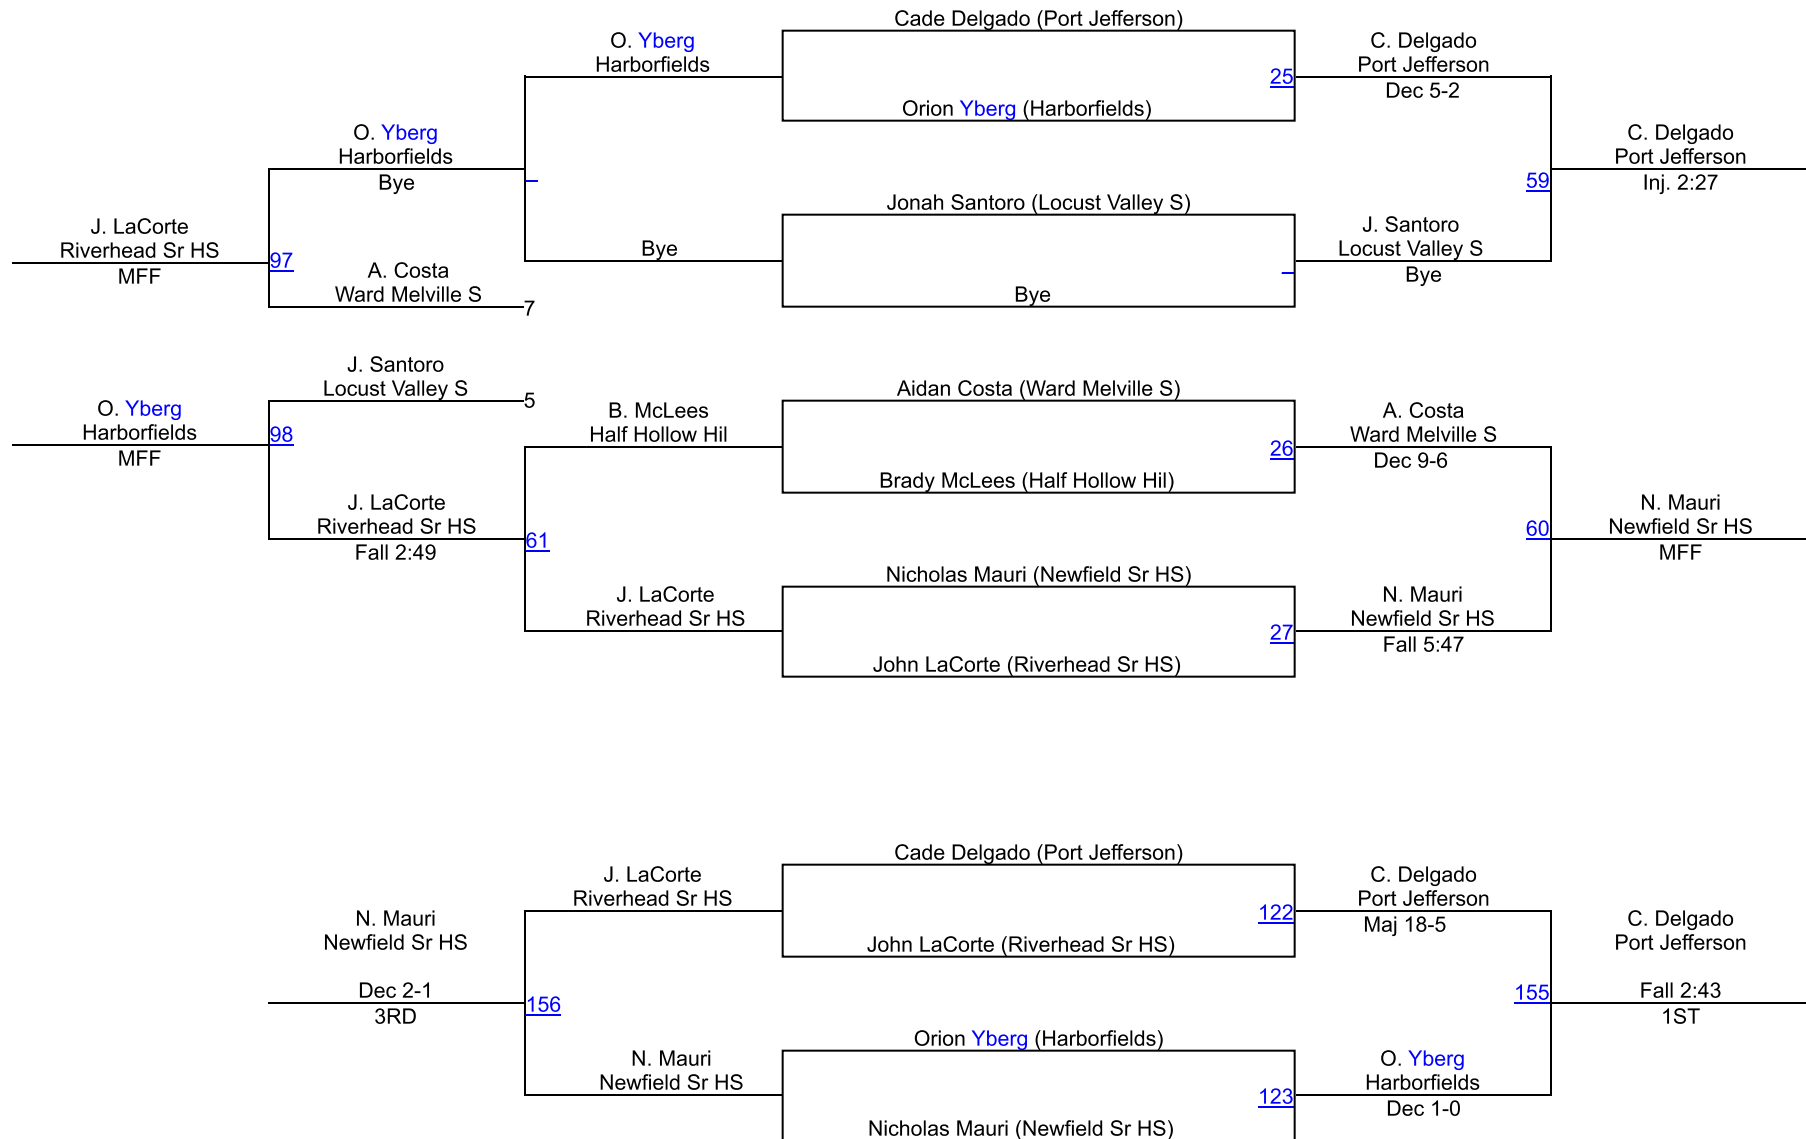 Cade Delgado (Port Jefferson)
O. Yberg
Harborfields
25
C. Delgado
Port Jefferson
Dec 5-2
Orion Yberg (Harborfields)
O. Yberg
Harborfields
Bye
C. Delgado
Port Jefferson
Inj. 2:27
59
Jonah Santoro (Locust Valley S)
J. LaCorte
Riverhead Sr HS
MFF
97
Bye
J. Santoro
Locust Valley S
Bye
A. Costa
Ward Melville S
7
Bye
J. Santoro
Locust Valley S
5
Aidan Costa (Ward Melville S)
O. Yberg
Harborfields
MFF
98
B. McLees
Half Hollow Hil
26
A. Costa
Ward Melville S
Dec 9-6
Brady McLees (Half Hollow Hil)
J. LaCorte
Riverhead Sr HS
Fall 2:49
61
60
N. Mauri
Newfield Sr HS
MFF
Nicholas Mauri (Newfield Sr HS)
J. LaCorte
Riverhead Sr HS
27
N. Mauri
Newfield Sr HS
Fall 5:47
John LaCorte (Riverhead Sr HS)
Cade Delgado (Port Jefferson)
J. LaCorte
Riverhead Sr HS
122
C. Delgado
Port Jefferson
Maj 18-5
John LaCorte (Riverhead Sr HS)
N. Mauri
Newfield Sr HS
Dec 2-1
3RD
156
155
C. Delgado
Port Jefferson
Fall 2:43
1ST
Orion Yberg (Harborfields)
N. Mauri
Newfield Sr HS
123
O. Yberg
Harborfields
Dec 1-0
Nicholas Mauri (Newfield Sr HS)